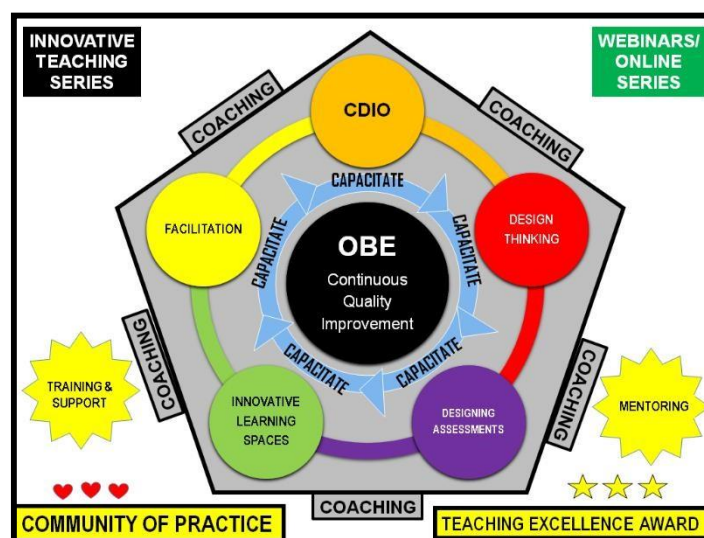 INNOVATIVE
TEACHING
SERIES
WEBINARS/
ONLINE
SERIES
COACHING
COACHING
CDIO
CAPACITATE
FACILITATION
DESIGN
THINKING
CAPACITATE
CAPACITATE
OBE
Continuous
Quality
Improvement
CAPACITATE
CAPACITATE
COACHING
COACHING
TRAINING &
SUPPORT
INNOVATIVE
LEARNING
SPACES
DESIGNING
ASSESSMENTS
MENTORING
COACHING
COMMUNITY OF PRACTICE
TEACHING EXCELLENCE AWARD